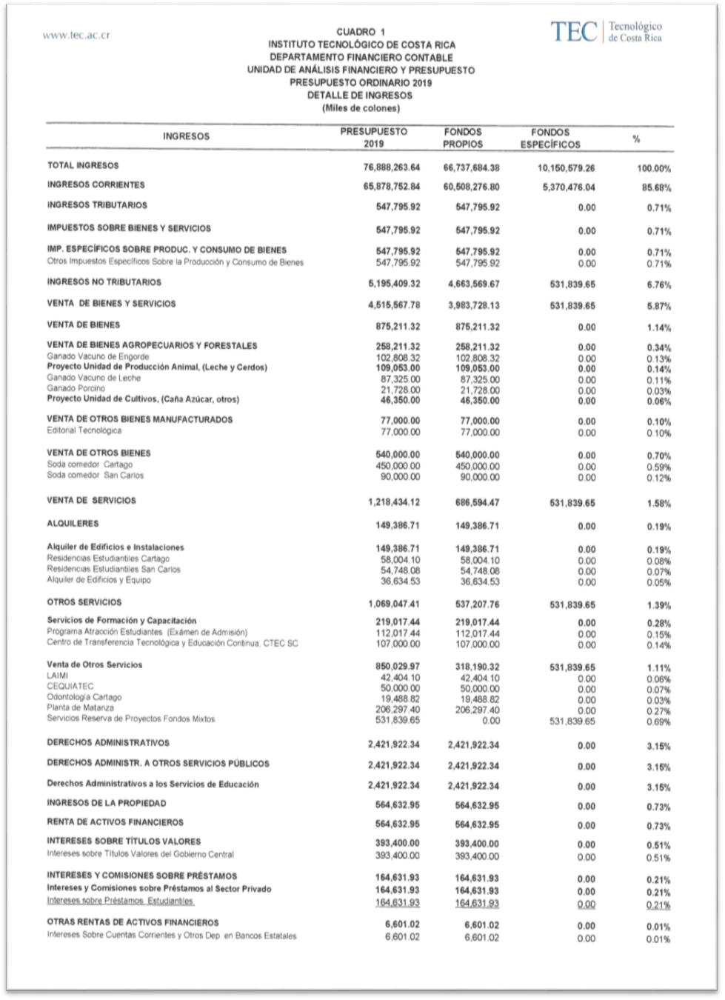 www.tec.ac.cr
TEC | Tecnológico de Costa Rica
CUADRO 1
INSTITUTO TECNOLÓGICO DE COSTA RICA
DEPARTAMENTO FINANCIERO CONTABLE
UNIDAD DE ANÁLISIS FINANCIERO Y PRESUPUESTO
PRESUPUESTO ORDINARIO 2019
DETALLE DE INGRESOS
(Miles de colones)
INGRESOS PRESUPUESTO 2019 FONDOS PROPIOS FONDOS ESPECÍFICOS %
TOTAL INGRESOS 76,888,263.64 66,737,684.38 10,150,579.26 100.00%
INGRESOS CORRIENTES 65,878,752.84 60,508,276.80 5,370,476.04 85.68%
INGRESOS TRIBUTARIOS 547,795.92 547,795.92 0.00 0.71%
IMPUESTOS SOBRE BIENES Y SERVICIOS 547,795.92 547,795.92 0.00 0.71%
IMP. ESPECÍFICOS SOBRE PRODUC. Y CONSUMO DE BIENES 547,795.92 547,795.92 0.00 0.71%
Otros Impuestos Específicos Sobre la Producción y Consumo de Bienes 547,795.92 547,795.92 0.00 0.71%
INGRESOS NO TRIBUTARIOS 5,195,409.32 4,663,569.67 531,839.65 6.76%
VENTA DE BIENES Y SERVICIOS 4,515,567.78 3,983,728.13 531,839.65 5.87%
VENTA DE BIENES 875,211.32 875,211.32 0.00 1.14%
VENTA DE BIENES AGROPECUARIOS Y FORESTALES 258,211.32 258,211.32 0.00 0.34%
Ganado Vacuno de Engorde 102,808.32 102,808.32 0.00 0.13%
Proyecto Unidad de Producción Animal, (Leche y Cerdos) 109,053.00 109,053.00 0.00 0.14%
Ganado Vacuno de Leche 87,325.00 87,325.00 0.00 0.11%
Ganado Porcino 21,728.00 21,728.00 0.00 0.03%
Proyecto Unidad de Cultivos, (Caña Azúcar, otros) 46,350.00 46,350.00 0.00 0.06%
VENTA DE OTROS BIENES MANUFACTURADOS 77,000.00 77,000.00 0.00 0.10%
Editorial Tecnológica 77,000.00 77,000.00 0.00 0.10%
VENTA DE OTROS BIENES 540,000.00 540,000.00 0.00 0.70%
Soda comedor Cartago 450,000.00 450,000.00 0.00 0.59%
Soda comedor San Carlos 90,000.00 90,000.00 0.00 0.12%
VENTA DE SERVICIOS 1,218,434.12 686,594.47 531,839.65 1.58%
ALQUILERES 149,386.71 149,386.71 0.00 0.19%
Alquiler de Edificios e Instalaciones 149,386.71 149,386.71 0.00 0.19%
Residencias Estudiantiles Cartago 58,004.10 58,004.10 0.00 0.08%
Residencias Estudiantiles San Carlos 54,748.08 54,748.08 0.00 0.07%
Alquiler de Edificios y Equipo 36,634.53 36,634.53 0.00 0.05%
OTROS SERVICIOS 1,069,047.41 537,207.76 531,839.65 1.39%
Servicios de Formación y Capacitación 219,017.44 219,017.44 0.00 0.28%
Programa Atracción Estudiantes (Exámen de Admisión) 112,017.44 112,017.44 0.00 0.15%
Centro de Transferencia Tecnológica y Educación Continua, CTEC SC 107,000.00 107,000.00 0.00 0.14%
Venta de Otros Servicios 850,029.97 318,190.32 531,839.65 1.11%
LAIMI 42,404.10 42,404.10 0.00 0.06%
CEQUIATEC 50,000.00 50,000.00 0.00 0.07%
Odontología Cartago 19,488.82 19,488.82 0.00 0.03%
Planta de Matanza 206,297.40 206,297.40 0.00 0.27%
Servicios Reserva de Proyectos Fondos Mixtos 531,839.65 0.00 531,839.65 0.69%
DERECHOS ADMINISTRATIVOS 2,421,922.34 2,421,922.34 0.00 3.15%
DERECHOS ADMINISTR. A OTROS SERVICIOS PÚBLICOS 2,421,922.34 2,421,922.34 0.00 3.15%
Derechos Administrativos a los Servicios de Educación 2,421,922.34 2,421,922.34 0.00 3.15%
INGRESOS DE LA PROPIEDAD 564,632.95 564,632.95 0.00 0.73%
RENTA DE ACTIVOS FINANCIEROS 564,632.95 564,632.95 0.00 0.73%
INTERESES SOBRE TÍTULOS VALORES 393,400.00 393,400.00 0.00 0.51%
Intereses sobre Títulos Valores del Gobierno Central 393,400.00 393,400.00 0.00 0.51%
INTERESES Y COMISIONES SOBRE PRÉSTAMOS 164,631.93 164,631.93 0.00 0.21%
Intereses y Comisiones sobre Préstamos al Sector Privado 164,631.93 164,631.93 0.00 0.21%
Intereses sobre Préstamos Estudiantiles 164,631.93 164,631.93 0.00 0.21%
OTRAS RENTAS DE ACTIVOS FINANCIEROS 6,601.02 6,601.02 0.00 0.01%
Intereses Sobre Cuentas Corrientes y Otros Dep en Bancos Estatales 6,601.02 6,601.02 0.00 0.01%